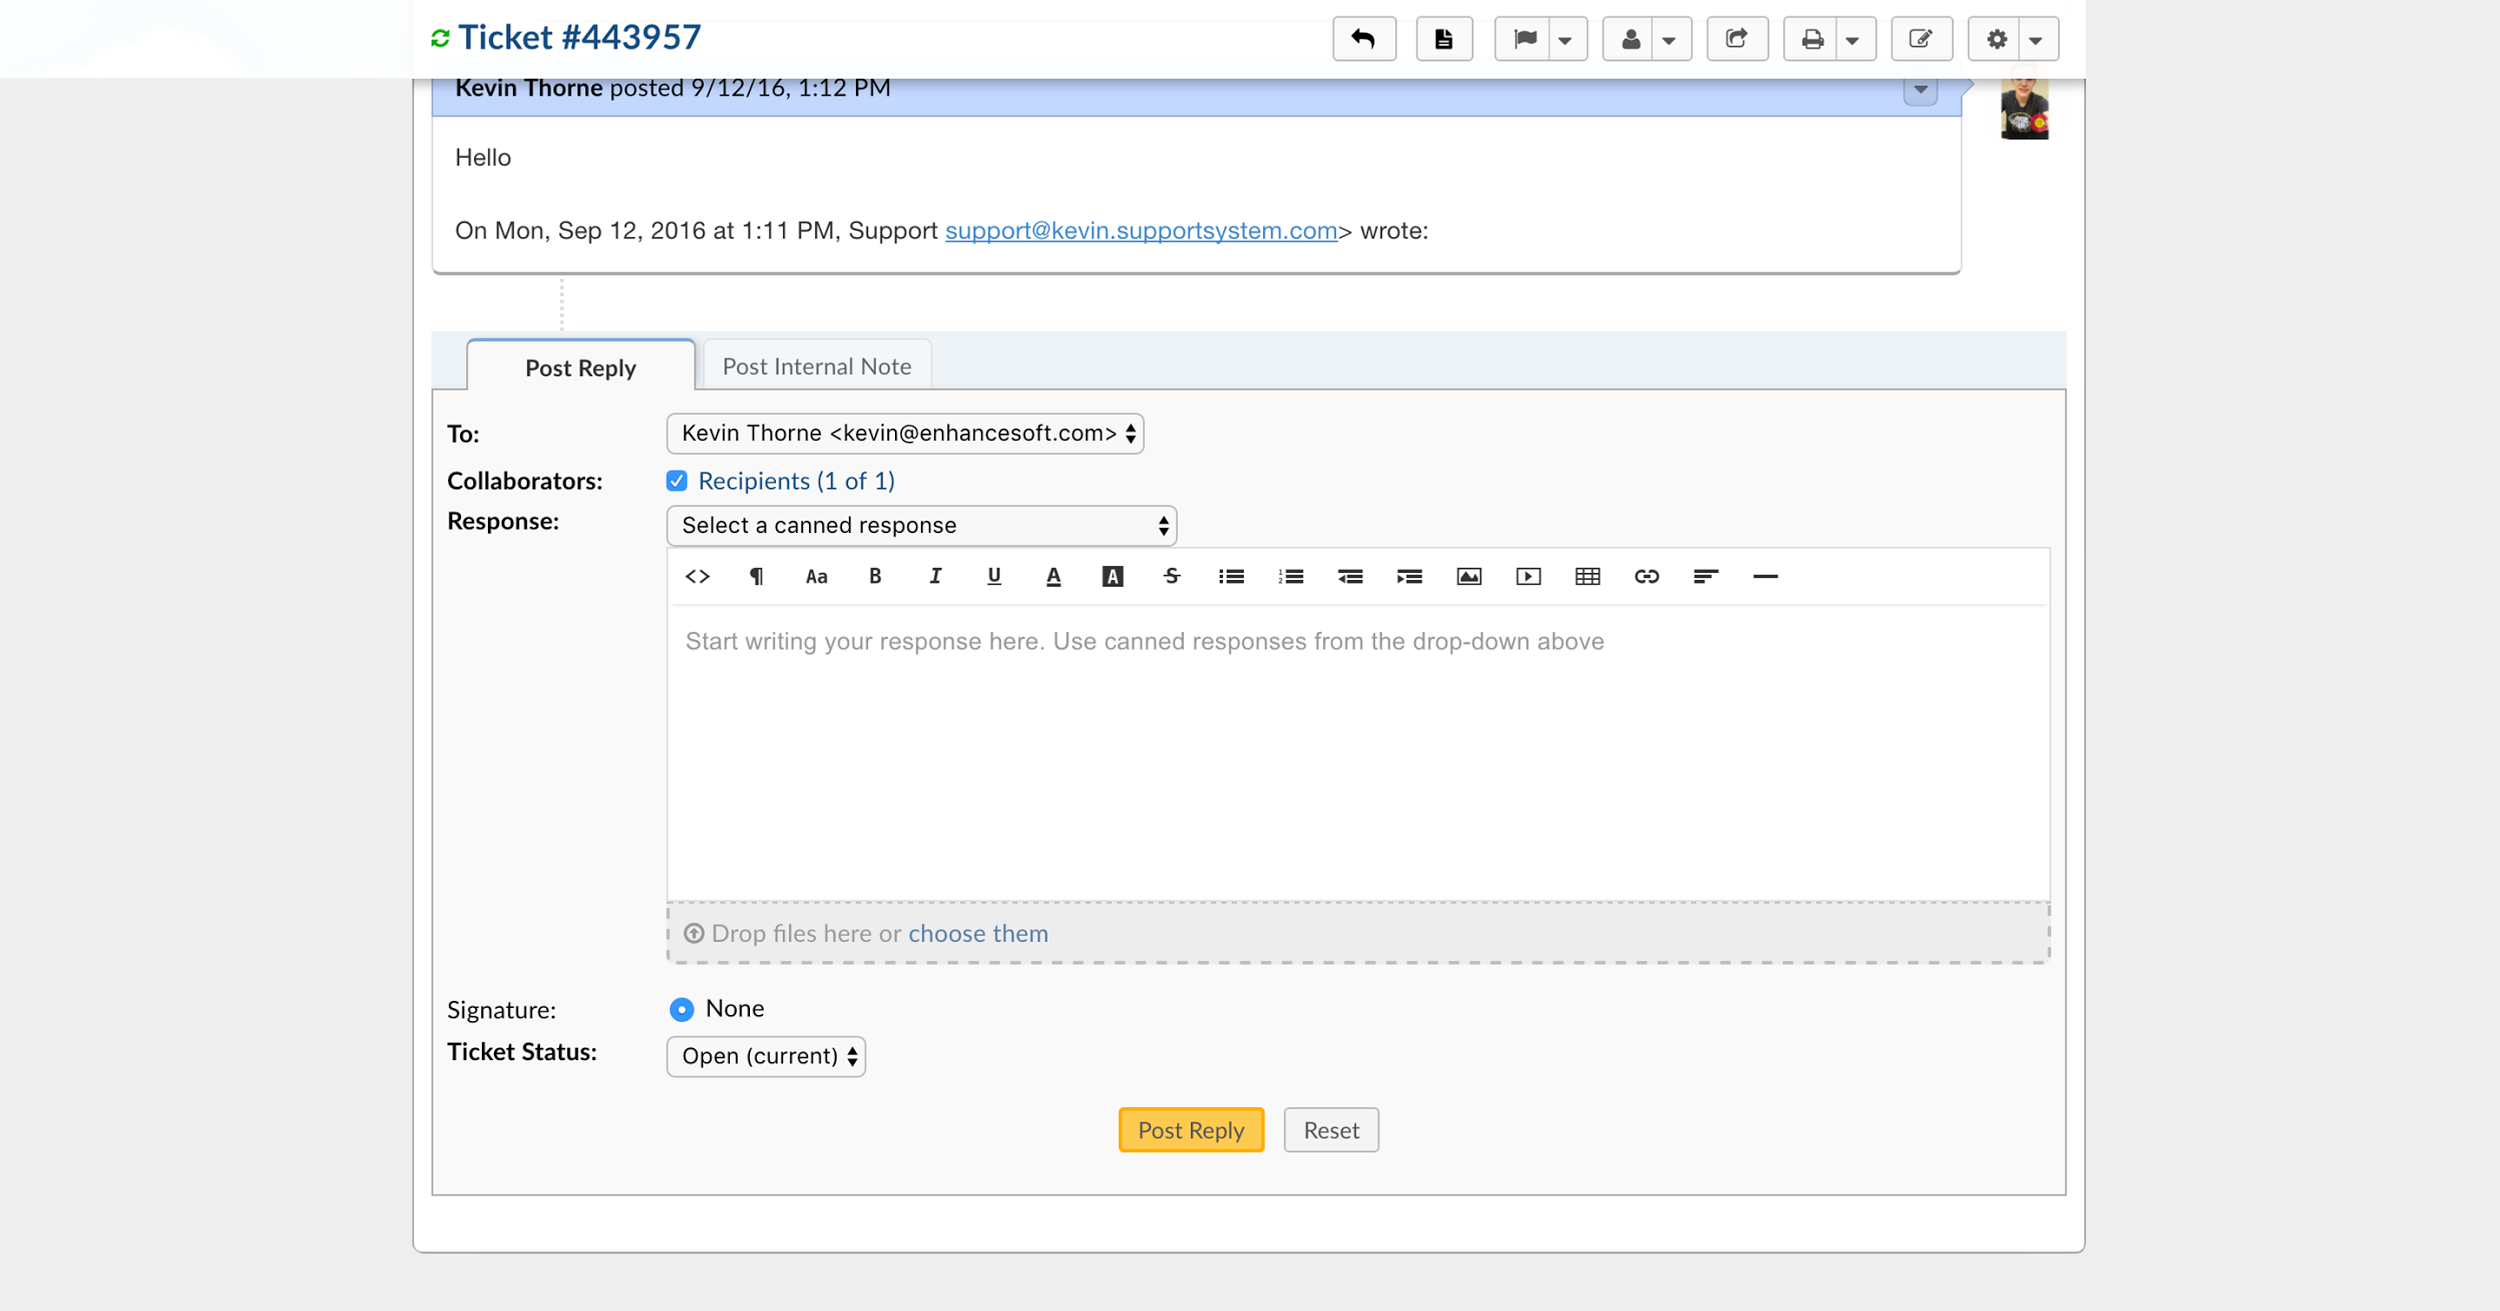 Ticket #443957
Kevin Thorne posted 9/12/16, 1:12 PM
Hello
On Mon, Sep 12, 2016 at 1:11 PM, Support support@kevin.supportsystem.com> wrote:
Post Reply Post Internal Note
To: Kevin Thorne <kevin@enhancesoft.com>
Collaborators: Recipients (1 of 1)
Response: Select a canned response
Aa B I U A A S
Start writing your response here. Use canned responses from the drop-down above
Drop files here or choose them
Signature: None
Ticket Status: Open (current)
Post Reply Reset